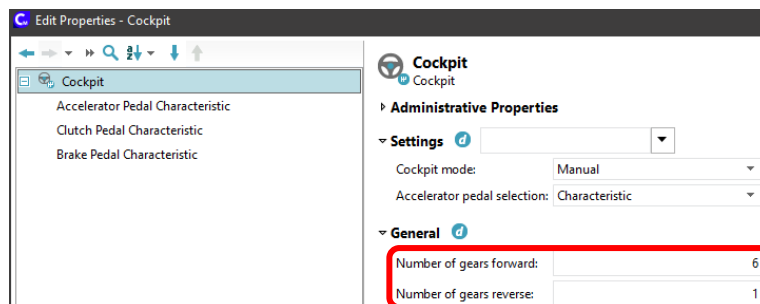 Edit Properties - Cockpit
Cockpit
Accelerator Pedal Characteristic
Clutch Pedal Characteristic
Brake Pedal Characteristic
Cockpit
Cockpit
Administrative Properties
Settings
Cockpit mode: Manual
Accelerator pedal selection: Characteristic
General
Number of gears forward: 6
Number of gears reverse: 1